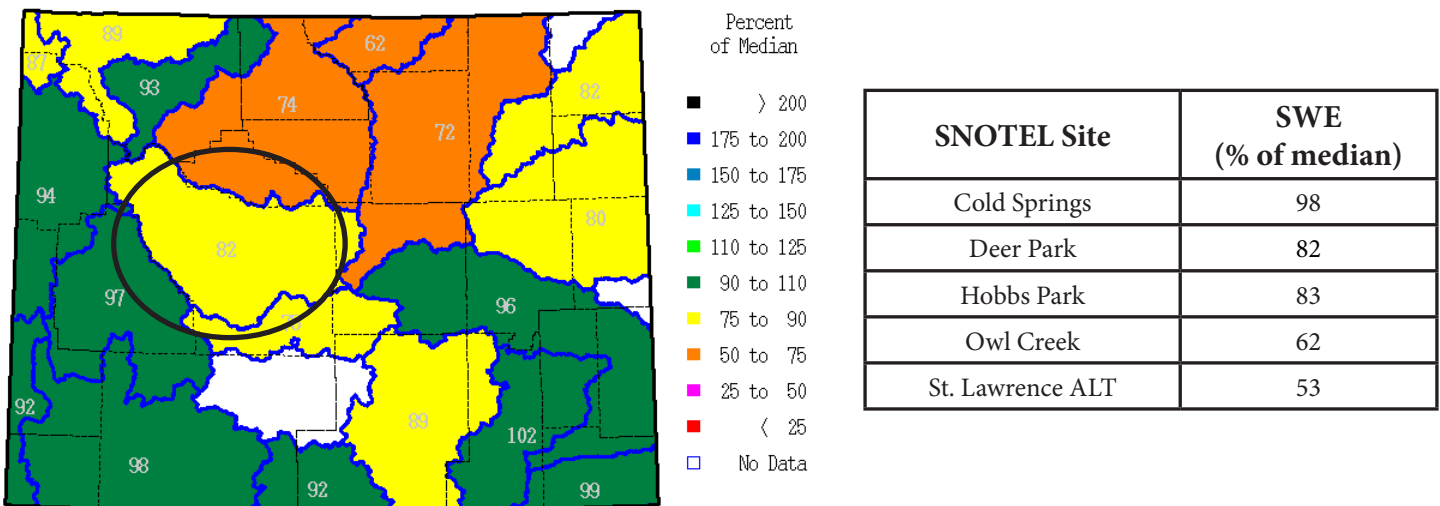 89
87
93
62
74
72
82
94
82
80
97
96
75
92
89
102
98
92
99
Percent
of Median
> 200
175 to 200
150 to 175
125 to 150
110 to 125
90 to 110
75 to 90
50 to 75
25 to 50
< 25
No Data
SNOTEL Site
SWE
(% of median)
Cold Springs 98
Deer Park 82
Hobbs Park 83
Owl Creek 62
St. Lawrence ALT 53